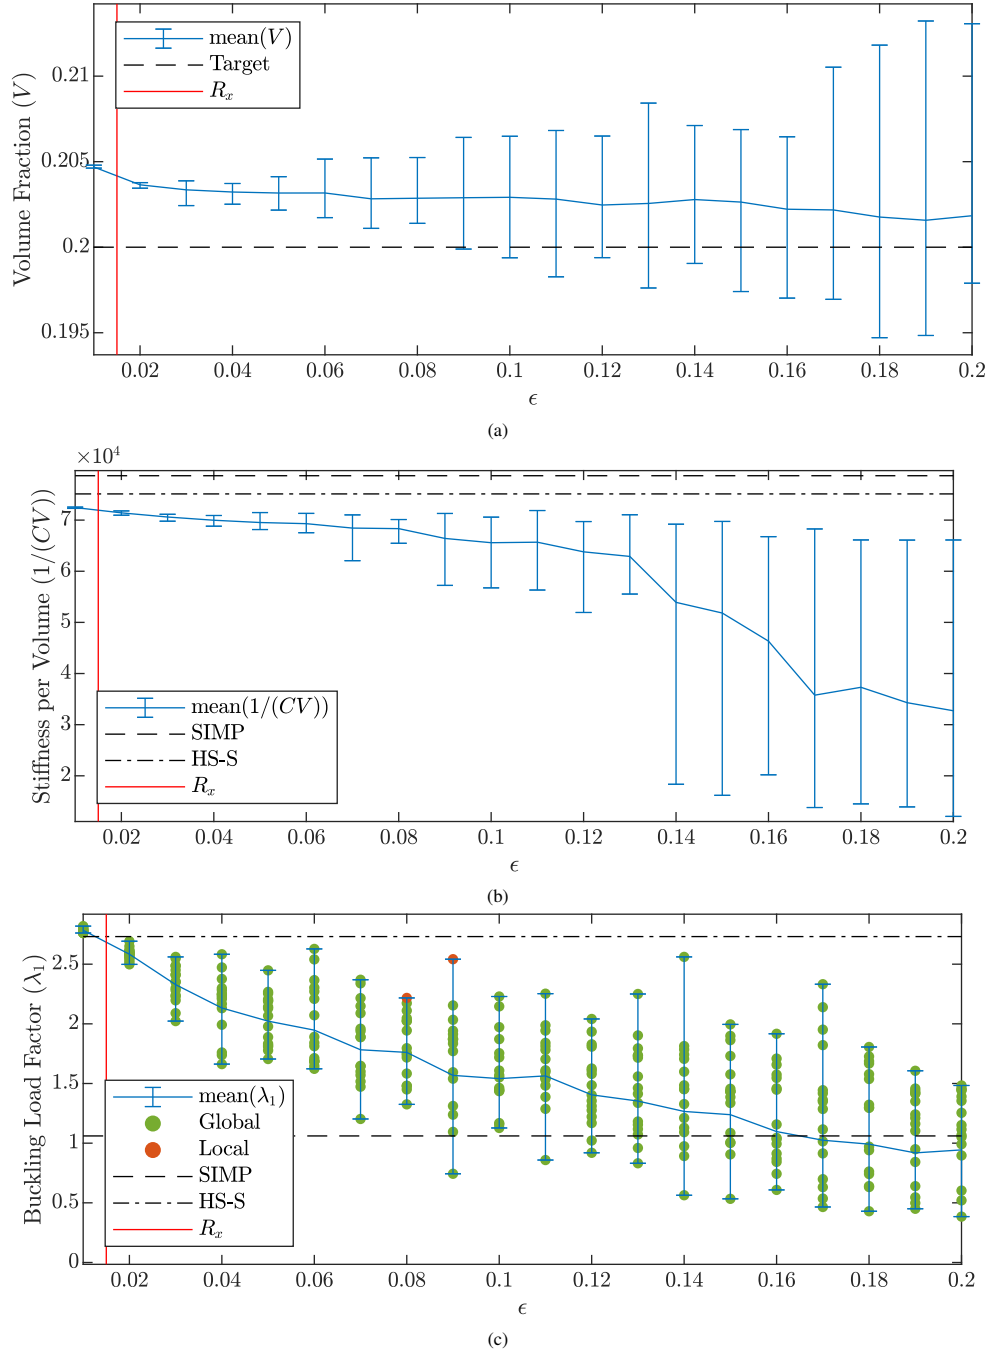 mean(V)
Target
R_x
0.21
0.205
0.2
0.195
Volume Fraction (V)
0.02 0.04 0.06 0.08 0.1 0.12 0.14 0.16 0.18 0.2
ϵ
(a)
×10^4
7
6
5
4
3
2
Stiffness per Volume (1/(CV))
mean(1/(CV))
SIMP
HS-S
R_x
0.02 0.04 0.06 0.08 0.1 0.12 0.14 0.16 0.18 0.2
ϵ
(b)
2.5
2
1.5
1
0.5
0
Buckling Load Factor (λ_1)
mean(λ_1)
Global
Local
SIMP
HS-S
R_x
0.02 0.04 0.06 0.08 0.1 0.12 0.14 0.16 0.18 0.2
ϵ
(c)